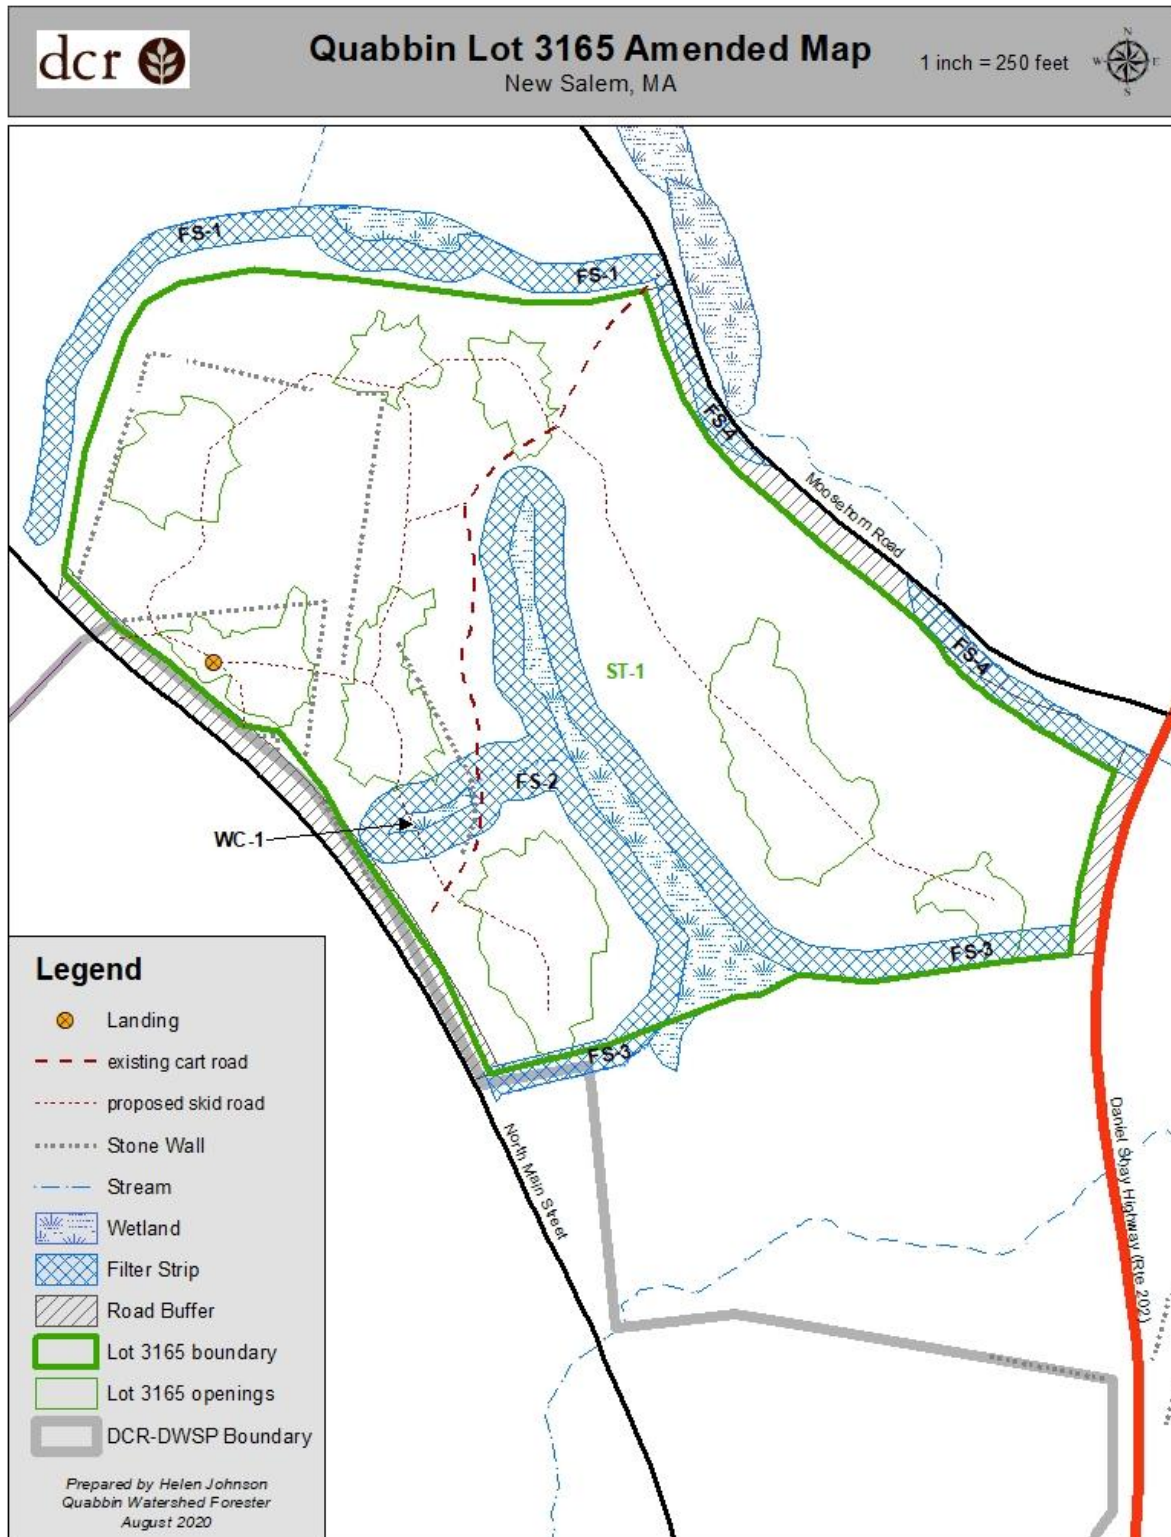 dcr
Quabbin Lot 3165 Amended Map
New Salem, MA
1 inch = 250 feet
N
W
E
S
FS-1
FS-1
FS-4
Moosehorn Road
FS-4
ST-1
FS-2
WC-1
FS-3
FS-3
North Main Street
Daniel Shay Highway (Rte 202)
Legend
Landing
existing cart road
proposed skid road
Stone Wall
Stream
Wetland
Filter Strip
Road Buffer
Lot 3165 boundary
Lot 3165 openings
DCR-DWSP Boundary
Prepared by Helen Johnson
Quabbin Watershed Forester
August 2020